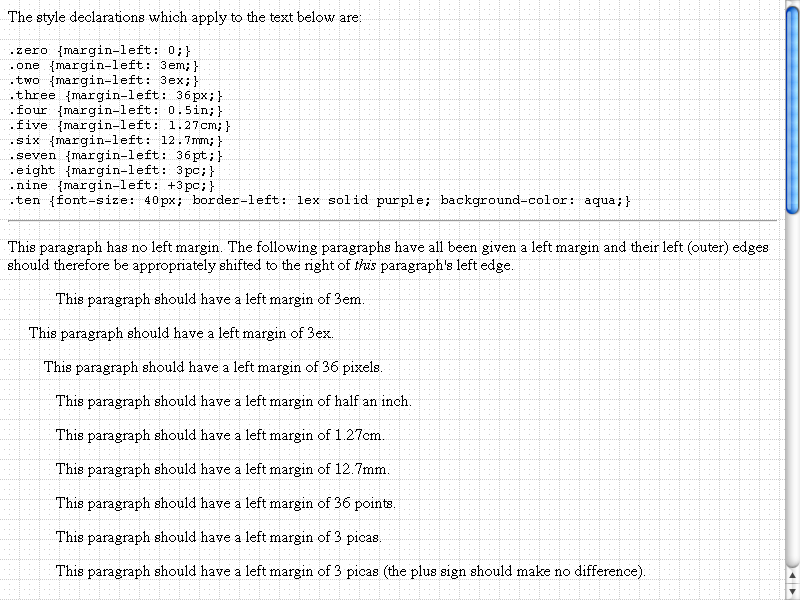 The style declarations which apply to the text below are:
.zero {margin-left: 0;}
.one {margin-left: 3em;}
.two {margin-left: 3ex;}
.three {margin-left: 36px;}
.four {margin-left: 0.5in;}
.five {margin-left: 1.27cm;}
.six {margin-left: 12.7mm;}
.seven {margin-left: 36pt;}
.eight {margin-left: 3pc;}
.nine {margin-left: +3pc;}
.ten {font-size: 40px; border-left: 1ex solid purple; background-color: aqua;}
This paragraph has no left margin. The following paragraphs have all been given a left margin and their left (outer) edges
should therefore be appropriately shifted to the right of this paragraph's left edge.
This paragraph should have a left margin of 3em.
This paragraph should have a left margin of 3ex.
This paragraph should have a left margin of 36 pixels.
This paragraph should have a left margin of half an inch.
This paragraph should have a left margin of 1.27cm.
This paragraph should have a left margin of 12.7mm.
This paragraph should have a left margin of 36 points.
This paragraph should have a left margin of 3 picas.
This paragraph should have a left margin of 3 picas (the plus sign should make no difference).